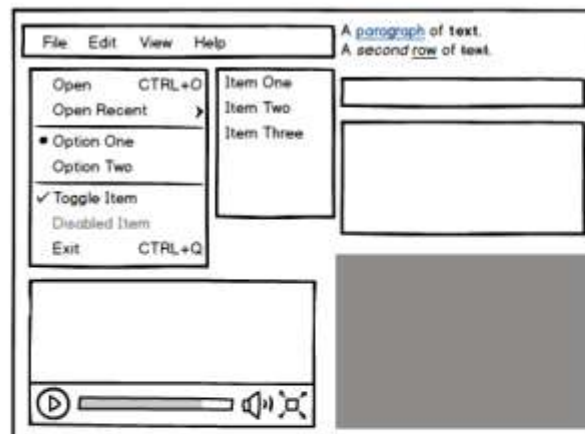 File Edit View Help
Open CTRL+O
Open Recent
Option One
Option Two
Toggle Item
Disabled Item
Exit CTRL+Q
Item One
Item Two
Item Three
A paragraph of text.
A second row of text.